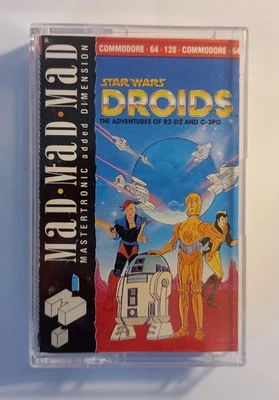 MAD·MAD·MAD
MASTERTRONIC added DIMENSION
COMMODORE · 64 · 128 · COMMODORE · 64
STAR WARS
DROIDS
THE ADVENTURES OF R2-D2 AND C-3PO